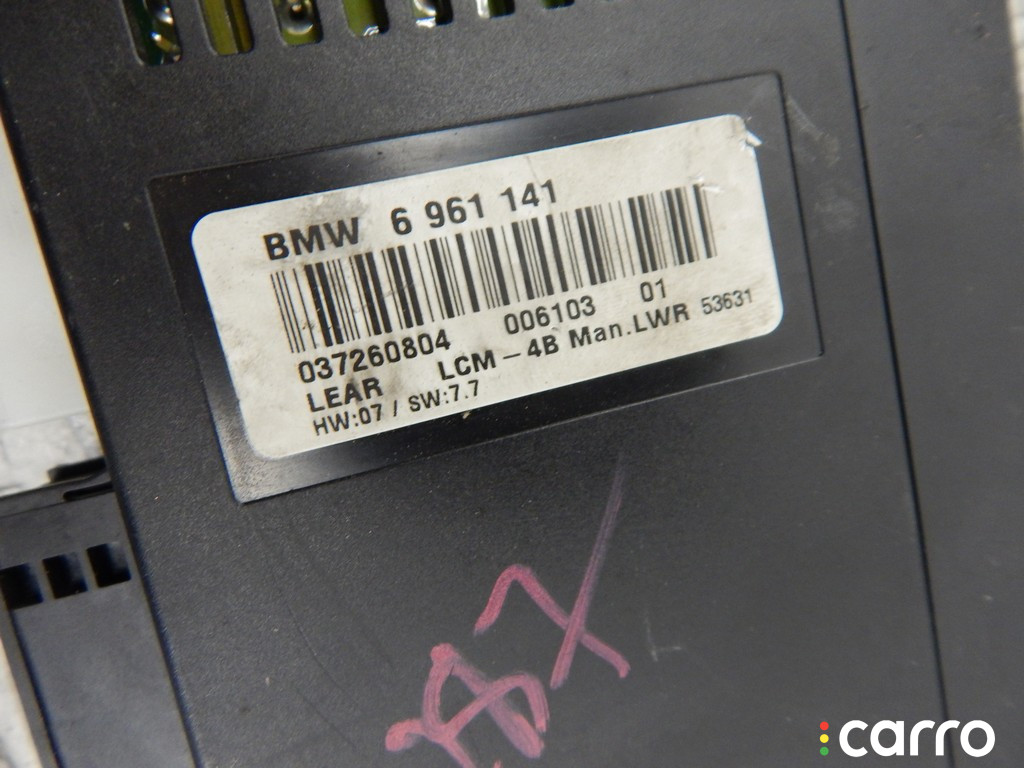 BMW 6 961 141
037260804 006103 01
LEAR LCM - 4B Man.LWR 53631
HW:07 / SW:7.7
carro